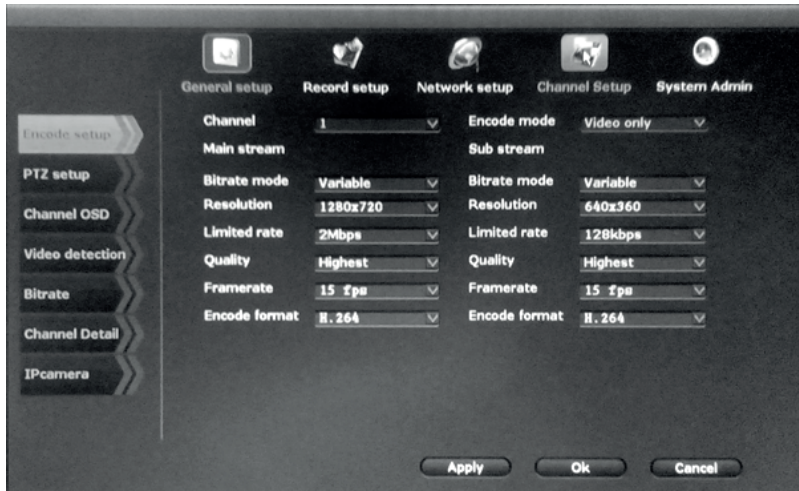 General setup Record setup Network setup Channel Setup System Admin
Encode setup
PTZ setup
Channel OSD
Video detection
Bitrate
Channel Detail
IPcamera
Channel 1 Encode mode Video only
Main stream Sub stream
Bitrate mode Variable Bitrate mode Variable
Resolution 1280x720 Resolution 640x360
Limited rate 2Mbps Limited rate 128kbps
Quality Highest Quality Highest
Framerate 15 fps Framerate 15 fps
Encode format H.264 Encode format H.264
Apply Ok Cancel